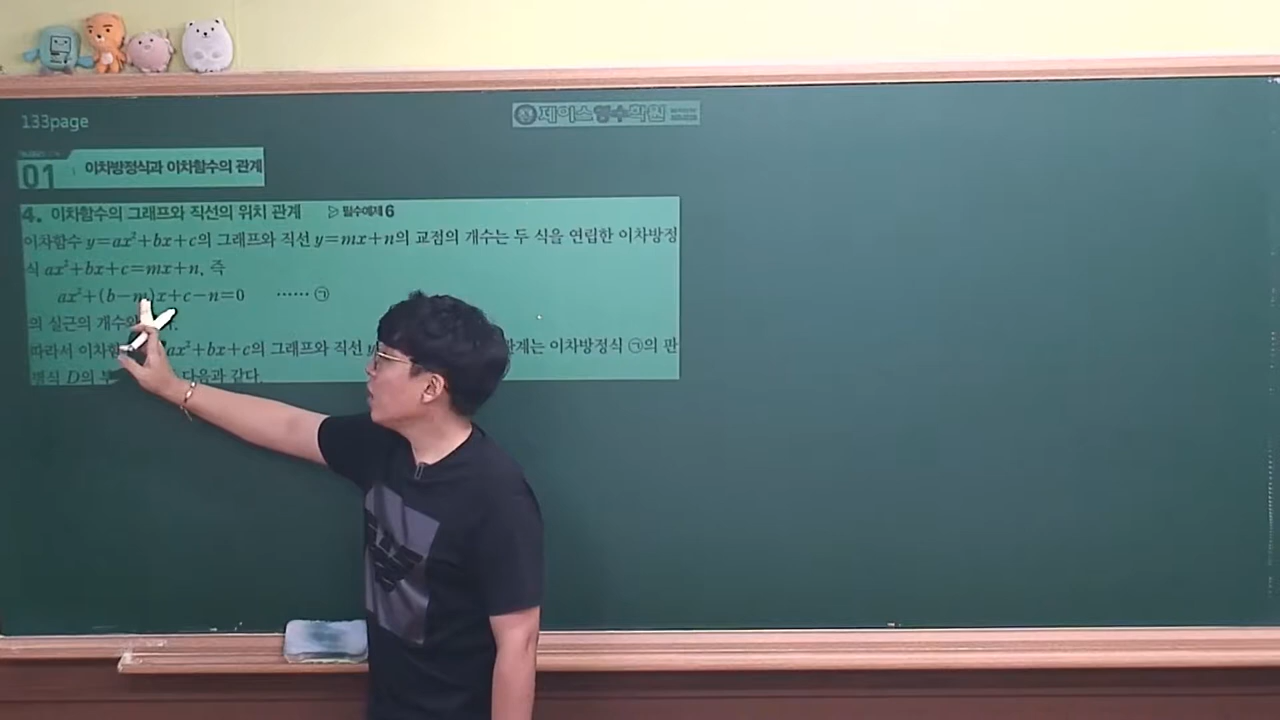 133page
제이스영수학원
01 이차방정식과 이차함수의 관계
4. 이차함수의 그래프와 직선의 위치 관계 ▷ 필수예제 6
이차함수 y=ax²+bx+c의 그래프와 직선 y=mx+n의 교점의 개수는 두 식을 연립한 이차방정
식 ax²+bx+c=mx+n, 즉
ax²+(b-m)x+c-n=0 …… ㉠
의 실근의 개수와
따라서 이차함 ax²+bx+c의 그래프와 직선 관계는 이차방정식 ㉠의 판
별식 D의 다음과 같다.